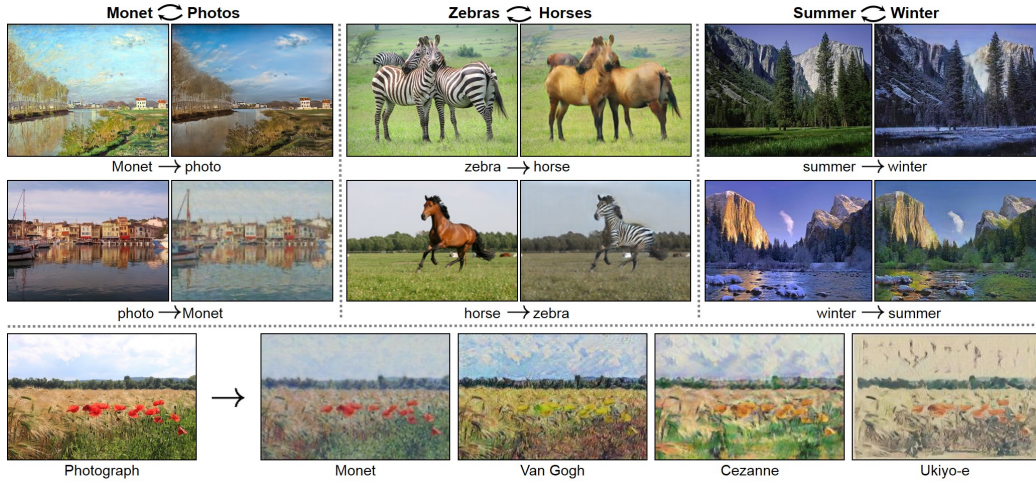 Monet Photos
Zebras Horses
Summer Winter
Monet → photo
zebra → horse
summer → winter
photo → Monet
horse → zebra
winter → summer
Photograph
Monet
Van Gogh
Cezanne
Ukiyo-e